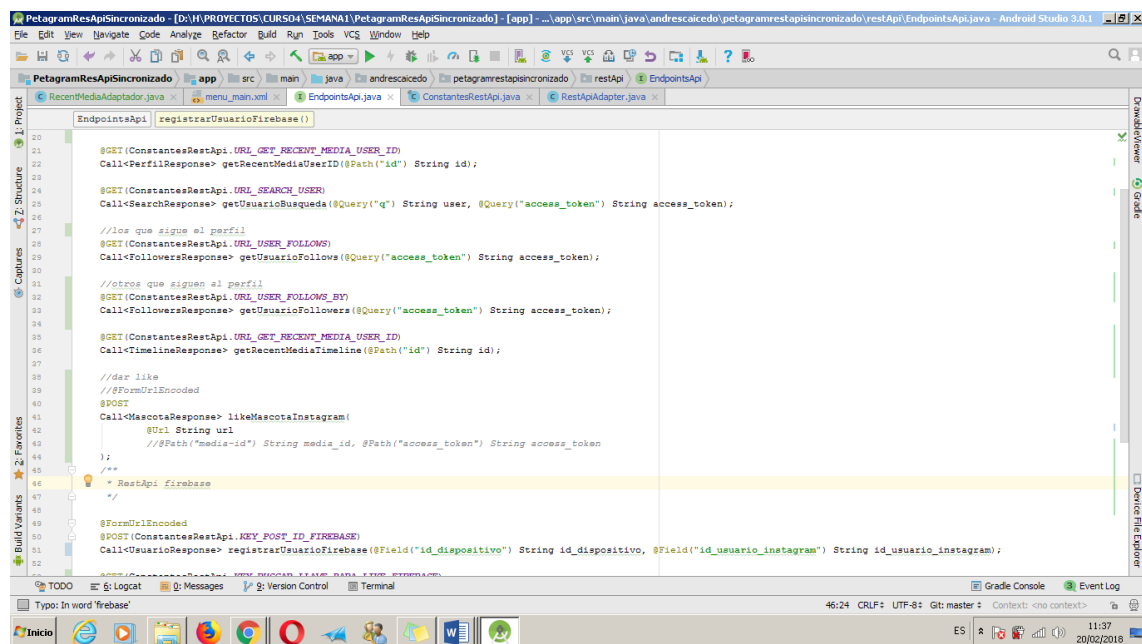 PetagramResApiSincronizado - [D:\H\PROYECTOS\CURSO4\SEMANA1\PetagramResApiSincronizado] - [app] - ...\app\src\main\java\andrescaicedo\petagramrestapisincronizado\restApi\EndpointsApi.java - Android Studio 3.0.1
File Edit View Navigate Code Analyze Refactor Build Run Tools VCS Window Help
app
PetagramResApiSincronizado app src main java andrescaicedo petagramrestapisincronizado restApi EndpointsApi
RecentMediaAdaptador.java menu_main.xml EndpointsApi.java ConstantesRestApi.java RestApiAdapter.java
EndpointsApi registrarUsuarioFirebase()
1: Project
Z: Structure
Captures
2: Favorites
Build Variants
DrawableViewer
Gradle
Device File Explorer
20
21 @GET(ConstantesRestApi.URL_GET_RECENT_MEDIA_USER_ID)
22 Call<PerfilResponse> getRecentMediaUserID(@Path("id") String id);
23
24 @GET(ConstantesRestApi.URL_SEARCH_USER)
25 Call<SearchResponse> getUsuarioBusqueda(@Query("q") String user, @Query("access_token") String access_token);
26
27 //los que sigue el perfil
28 @GET(ConstantesRestApi.URL_USER_FOLLOWS)
29 Call<FollowersResponse> getUsuarioFollows(@Query("access_token") String access_token);
30
31 //otros que siguen al perfil
32 @GET(ConstantesRestApi.URL_USER_FOLLOWS_BY)
33 Call<FollowersResponse> getUsuarioFollowers(@Query("access_token") String access_token);
34
35 @GET(ConstantesRestApi.URL_GET_RECENT_MEDIA_USER_ID)
36 Call<TimelineResponse> getRecentMediaTimeline(@Path("id") String id);
37
38 //dar like
39 //@FormUrlEncoded
40 @POST
41 Call<MascotaResponse> likeMascotaInstagram(
42 @Url String url
43 //@Path("media-id") String media_id, @Path("access_token") String access_token
44 );
45 /**
46 * RestApi firebase
47 */
48
49 @FormUrlEncoded
50 @POST(ConstantesRestApi.KEY_POST_ID_FIREBASE)
51 Call<UsuarioResponse> registrarUsuarioFirebase(@Field("id_dispositivo") String id_dispositivo, @Field("id_usuario_instagram") String id_usuario_instagram);
52
TODO 6: Logcat 0: Messages 9: Version Control Terminal Gradle Console 3 Event Log
Typo: In word 'firebase' 46:24 CRLF UTF-8 Git: master Context: <no context>
Inicio ES 11:37
20/02/2018